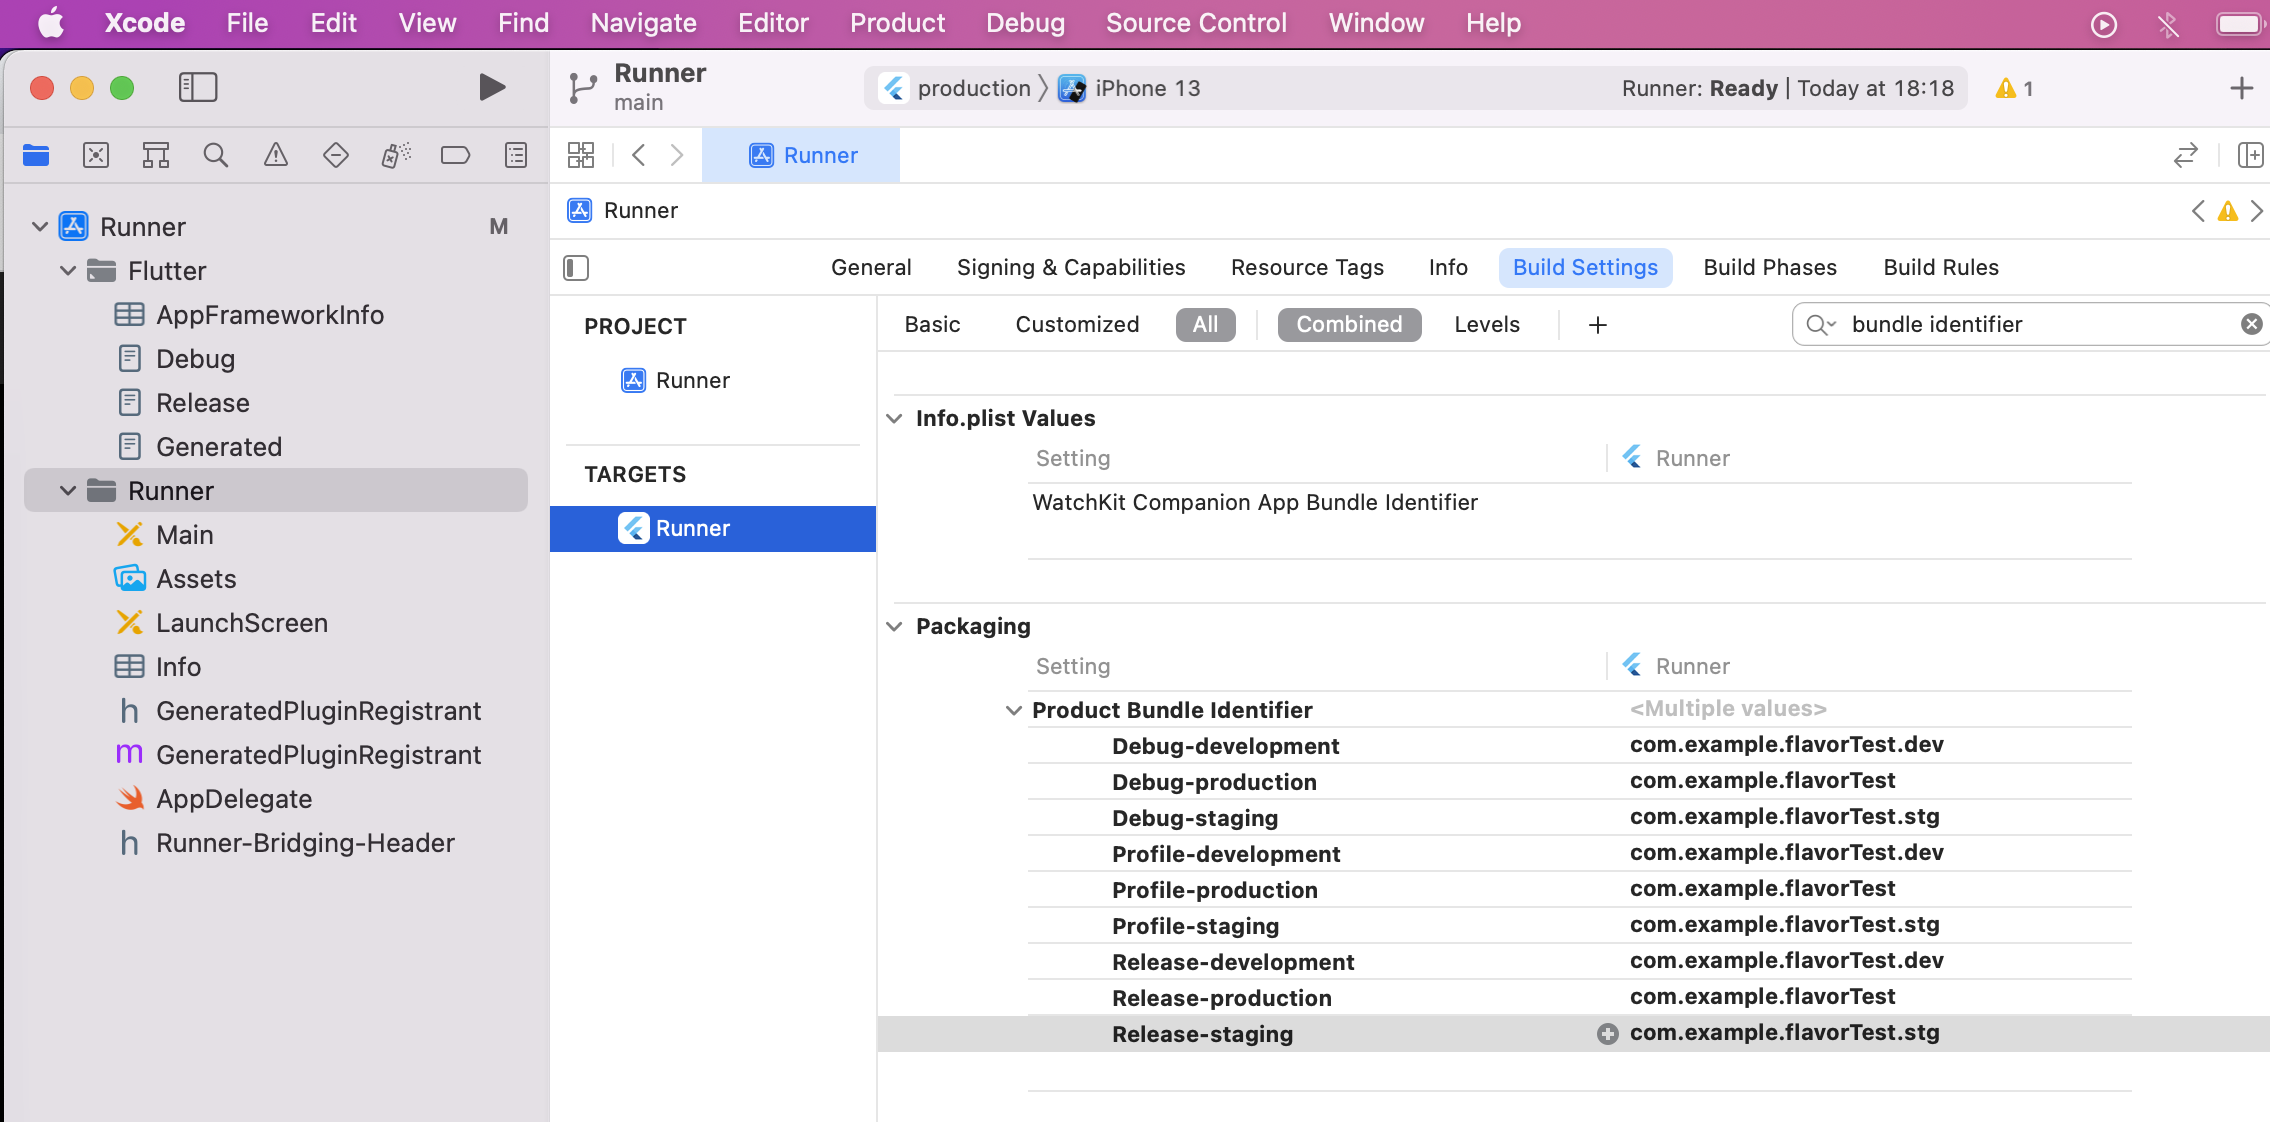 Xcode File Edit View Find Navigate Editor Product Debug Source Control Window Help
Runner
main
production iPhone 13
Runner: Ready | Today at 18:18
1
Runner
Runner
Runner M
Flutter
AppFrameworkInfo
Debug
Release
Generated
Runner
Main
Assets
LaunchScreen
Info
h GeneratedPluginRegistrant
m GeneratedPluginRegistrant
AppDelegate
h Runner-Bridging-Header
General Signing & Capabilities Resource Tags Info Build Settings Build Phases Build Rules
PROJECT
Runner
TARGETS
Runner
Basic Customized All Combined Levels + bundle identifier
Info.plist Values
Setting Runner
WatchKit Companion App Bundle Identifier
Packaging
Setting Runner
Product Bundle Identifier <Multiple values>
Debug-development com.example.flavorTest.dev
Debug-production com.example.flavorTest
Debug-staging com.example.flavorTest.stg
Profile-development com.example.flavorTest.dev
Profile-production com.example.flavorTest
Profile-staging com.example.flavorTest.stg
Release-development com.example.flavorTest.dev
Release-production com.example.flavorTest
Release-staging com.example.flavorTest.stg